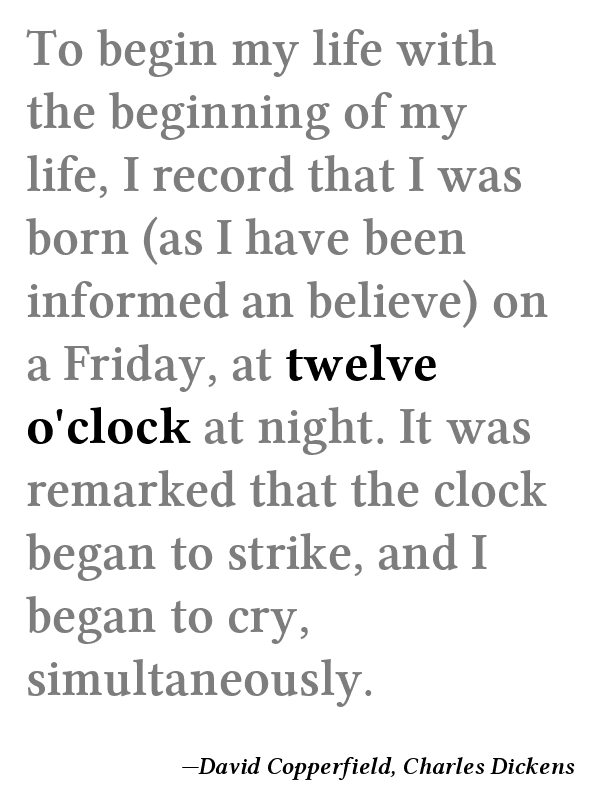 To begin my life with
the beginning of my
life, I record that I was
born (as I have been
informed an believe) on
a Friday, at twelve
o'clock at night. It was
remarked that the clock
began to strike, and I
began to cry,
simultaneously.
—David Copperfield, Charles Dickens